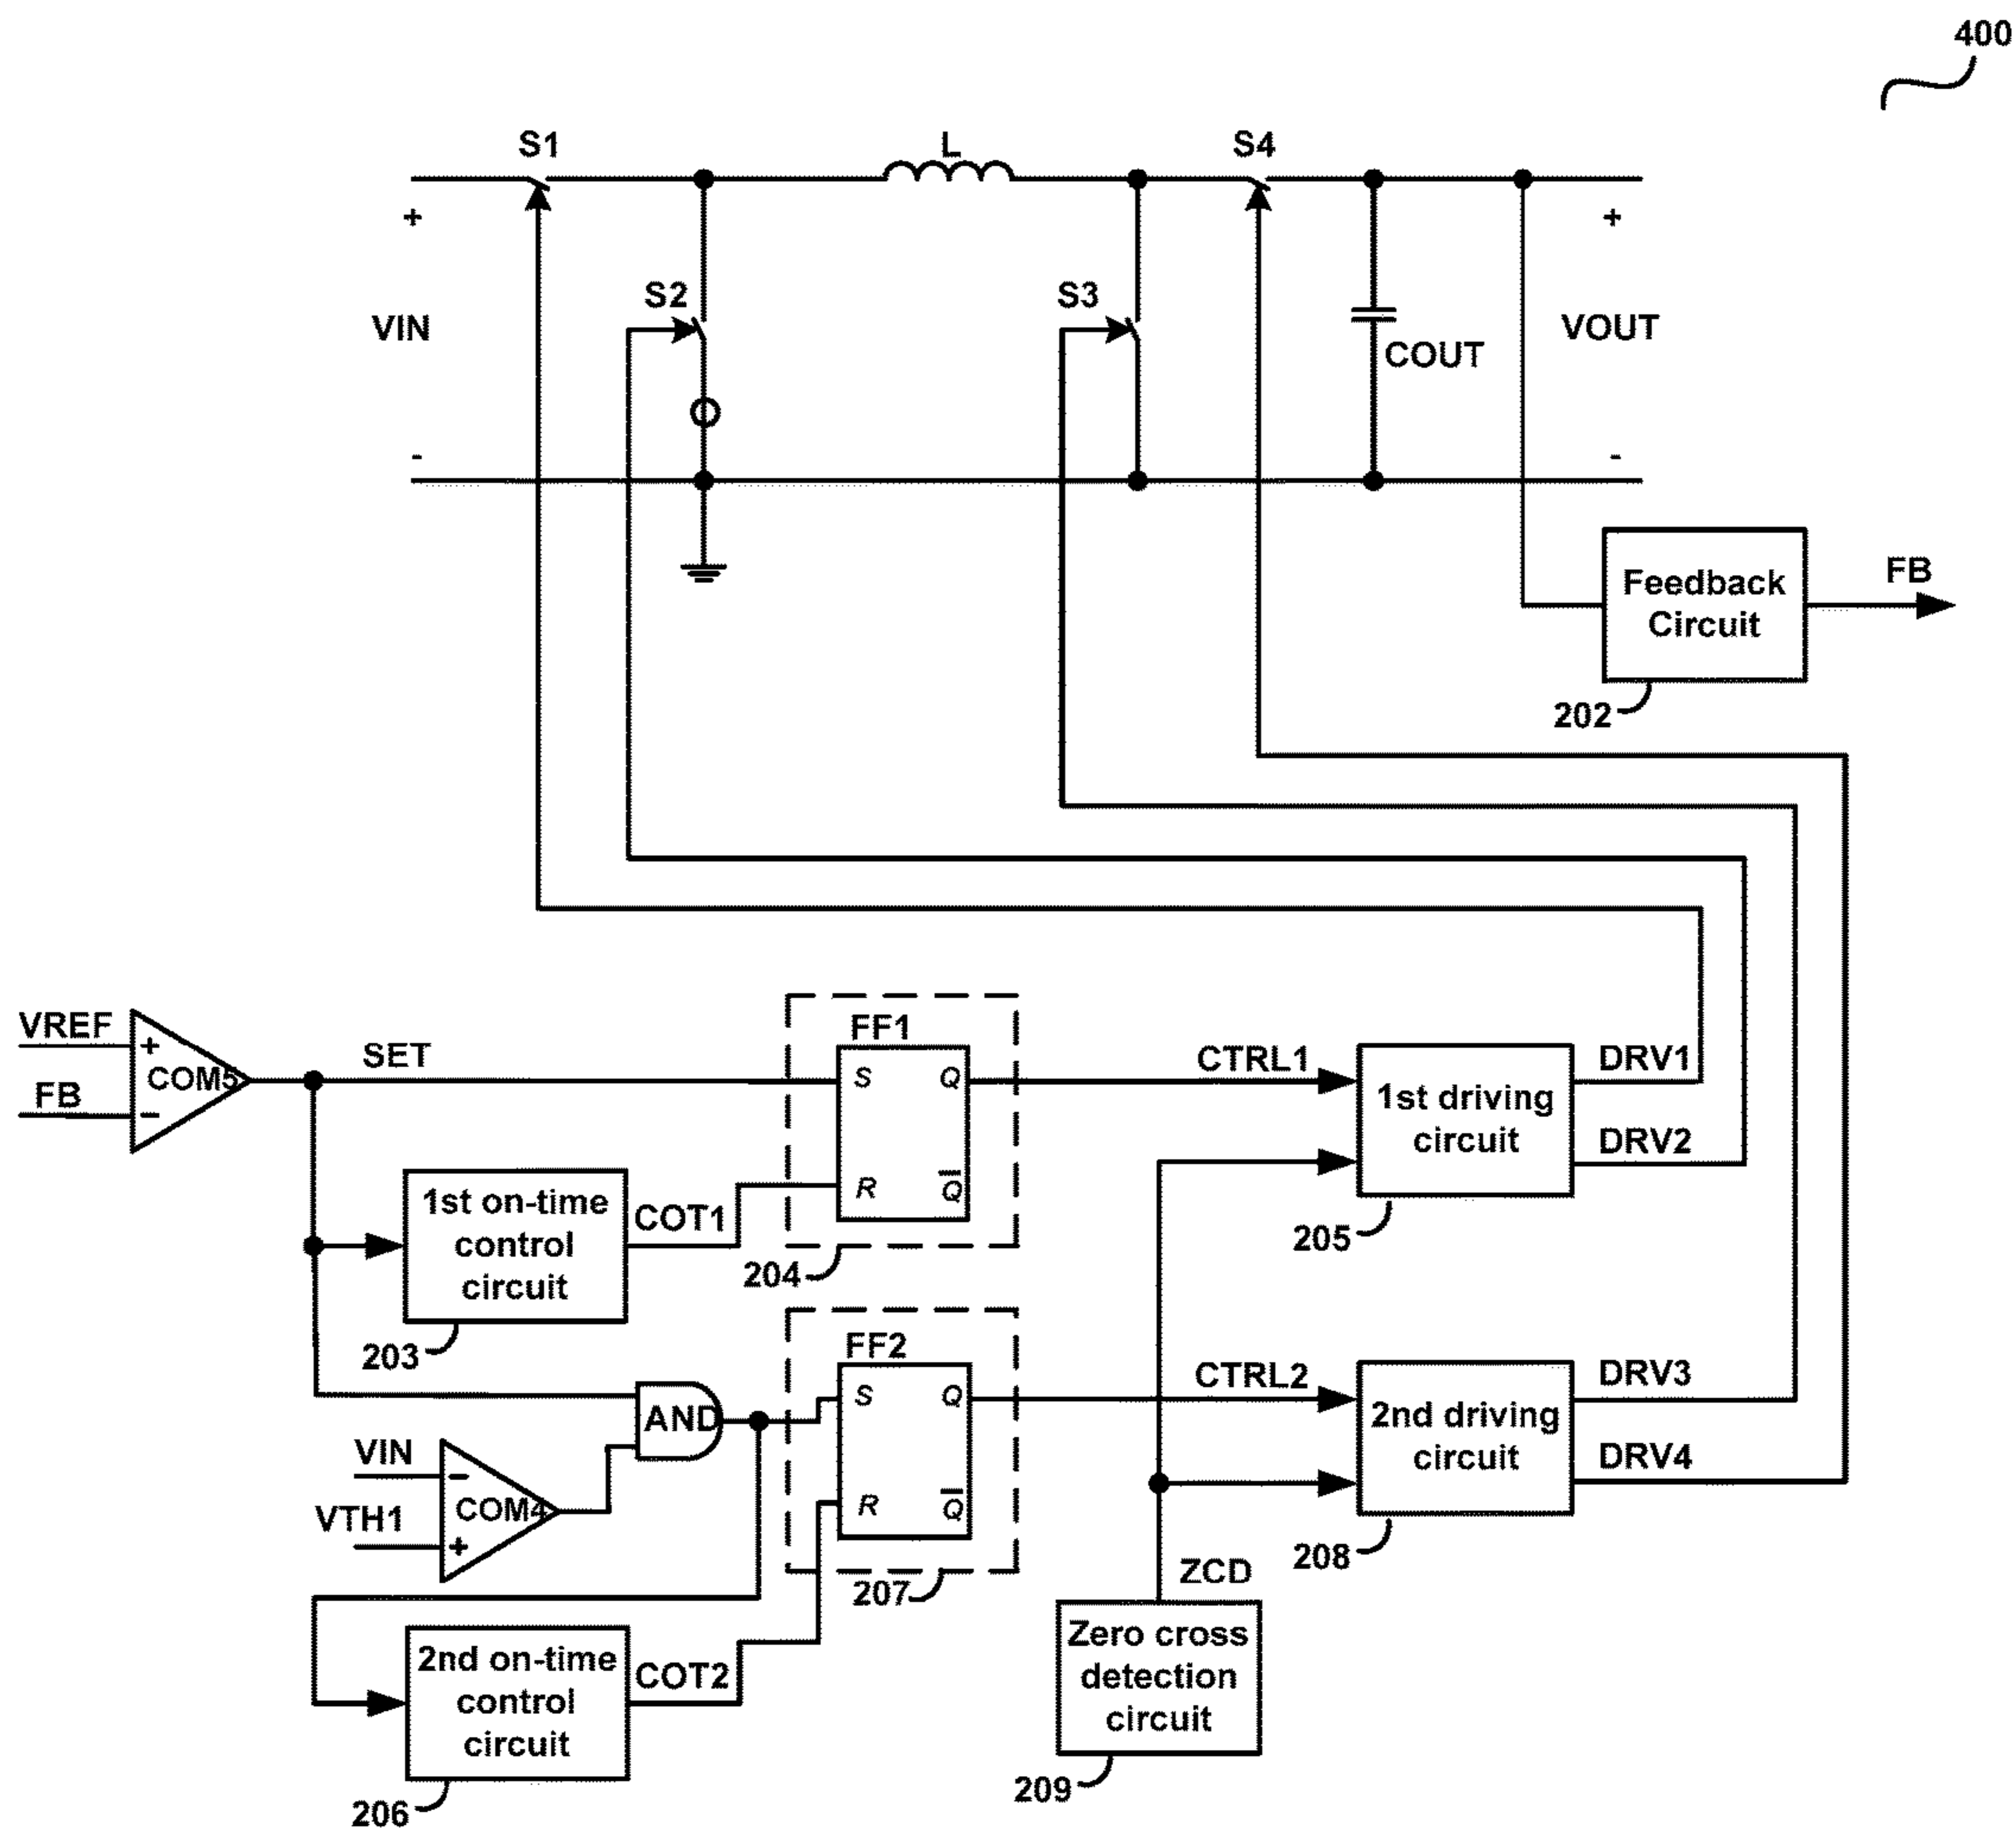 400
S1
L
S4
+
+
S2
S3
VIN
VOUT
COUT
-
-
Feedback
Circuit
FB
202
VREF
+
COM5
FB
-
SET
FF1
S
Q
R
Q
204
CTRL1
1st driving
circuit
DRV1
DRV2
205
1st on-time
control
circuit
COT1
203
AND
VIN
-
COM4
VTH1
+
FF2
S
Q
R
Q
207
CTRL2
2nd driving
circuit
DRV3
DRV4
208
ZCD
Zero cross
detection
circuit
209
2nd on-time
control
circuit
COT2
206